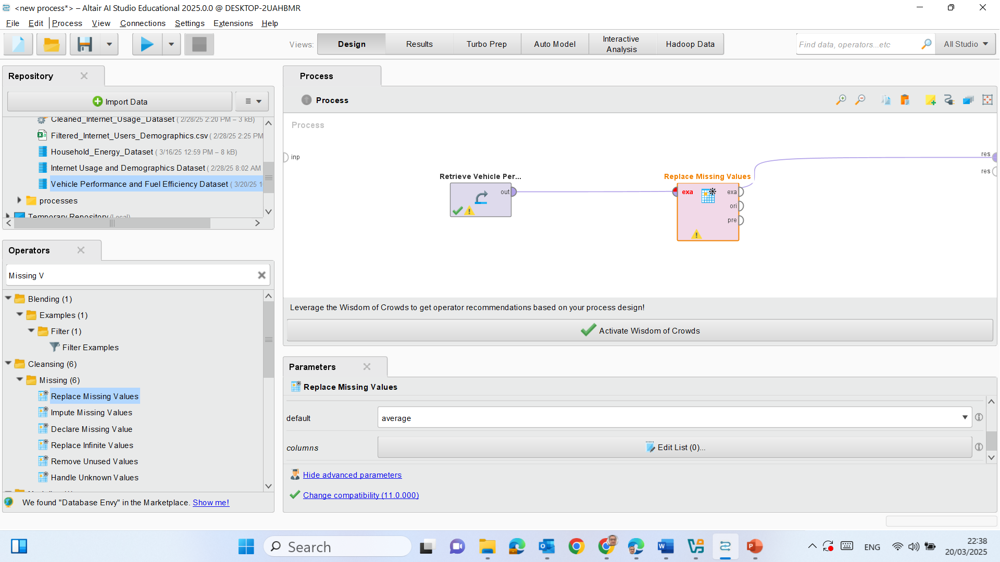 <new process*> – Altair AI Studio Educational 2025.0.0 @ DESKTOP-2UAHBMR
File Edit Process View Connections Settings Extensions Help
Views: Design Results Turbo Prep Auto Model Interactive Analysis Hadoop Data
Find data, operators...etc
All Studio
Repository
Import Data
Cleaned_Internet_Usage_Dataset ( 2/28/25 2:20 PM – 3 kB)
Filtered_Internet_Users_Demographics.csv ( 2/28/25 2:25 PM
Household_Energy_Dataset ( 3/16/25 12:59 PM – 8 kB)
Internet Usage and Demographics Dataset ( 2/28/25 8:02 AM
Vehicle Performance and Fuel Efficiency Dataset ( 3/20/25 1
processes
Temporary Repository (Local)
Operators
Missing V
Blending (1)
Examples (1)
Filter (1)
Filter Examples
Cleansing (6)
Missing (6)
Replace Missing Values
Impute Missing Values
Declare Missing Value
Replace Infinite Values
Remove Unused Values
Handle Unknown Values
We found "Database Envy" in the Marketplace. Show me!
Process
Process
Process
inp
Retrieve Vehicle Per...
out
Replace Missing Values
exa exa
ori
pre
res
res
Leverage the Wisdom of Crowds to get operator recommendations based on your process design!
Activate Wisdom of Crowds
Parameters
Replace Missing Values
default average
columns Edit List (0)...
Hide advanced parameters
Change compatibility (11.0.000)
Search
ENG
22:38
20/03/2025